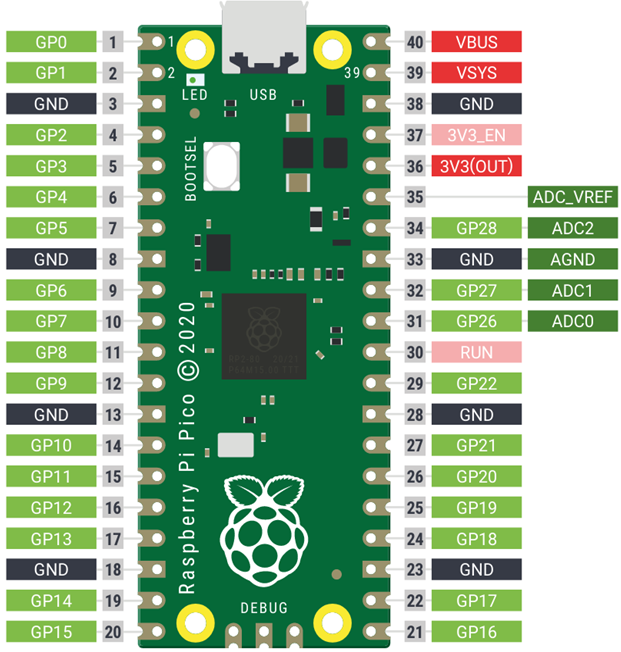 GP0 1 1 40 VBUS
GP1 2 2 39 39 VSYS
LED USB
GND 3 38 GND
GP2 4 37 3V3_EN
BOOTSEL
GP3 5 36 3V3(OUT)
GP4 6 35 ADC_VREF
GP5 7 34 GP28 ADC2
GND 8 33 GND AGND
GP6 9 32 GP27 ADC1
GP7 10 31 GP26 ADC0
GP8 11 30 RUN
GP9 12 29 GP22
GND 13 28 GND
GP10 14 27 GP21
GP11 15 26 GP20
GP12 16 25 GP19
GP13 17 24 GP18
GND 18 23 GND
GP14 19 22 GP17
GP15 20 21 GP16
Raspberry Pi Pico © 2020
DEBUG